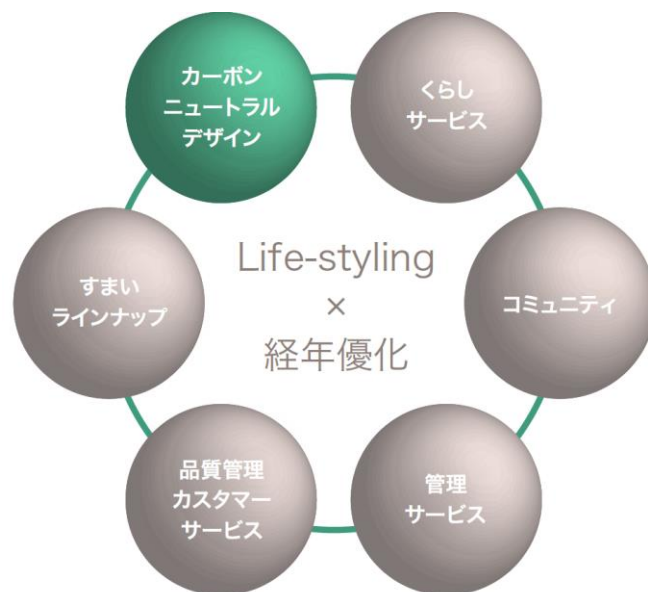 カーボン
ニュートラル
デザイン
くらし
サービス
すまい
ラインナップ
Life-styling
×
経年優化
コミュニティ
品質管理
カスタマー
サービス
管理
サービス